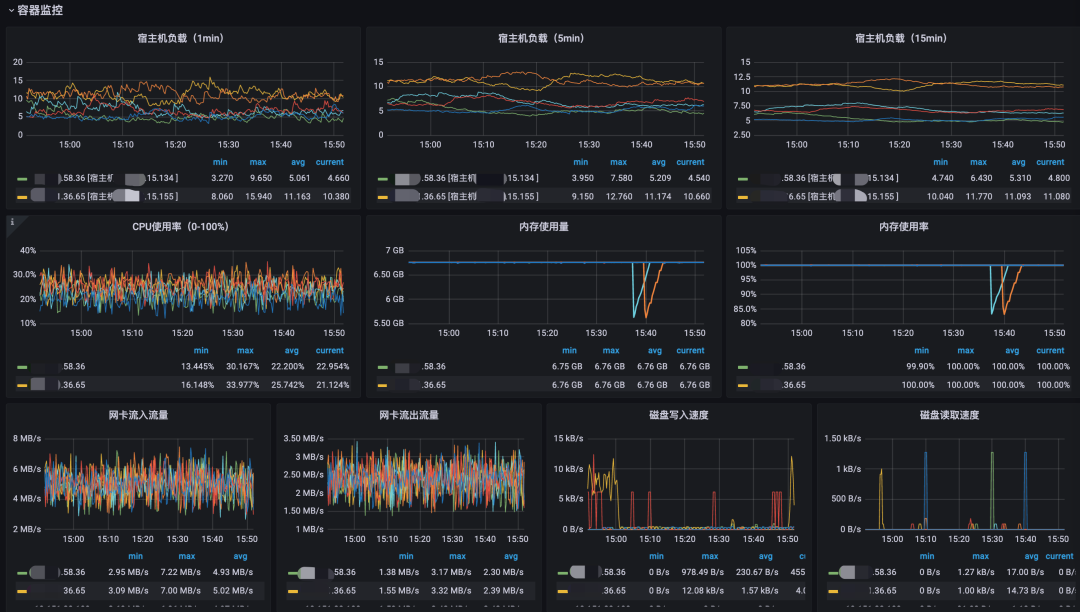 容器监控
宿主机负载（1min）
20
15
10
5
0
15:00 15:10 15:20 15:30 15:40 15:50
min max avg current
.58.36 [宿主机 .15.134 ] 3.270 9.650 5.061 4.660
.36.65 [宿主机 .15.155 ] 8.060 15.940 11.163 10.380
宿主机负载（5min）
15
10
5
0
15:00 15:10 15:20 15:30 15:40 15:50
min max avg current
.58.36 [宿主机 15.134 ] 3.950 7.580 5.209 4.540
.36.65 [宿主机 15.155 ] 9.150 12.760 11.174 10.660
宿主机负载（15min）
15
12.5
10
7.50
5
2.50
15:00 15:10 15:20 15:30 15:40 15:50
min max avg current
.58.36 [宿主机 15.134 ] 4.740 6.430 5.310 4.800
6.65 [宿主机 15.155 ] 10.040 11.770 11.093 11.080
i
CPU使用率（0-100%）
40%
30.0%
20%
10%
15:00 15:10 15:20 15:30 15:40 15:50
min max avg current
.58.36 13.445% 30.167% 22.200% 22.954%
.36.65 16.148% 33.977% 25.742% 21.124%
内存使用量
7 GB
6.50 GB
6 GB
5.50 GB
15:00 15:10 15:20 15:30 15:40 15:50
min max avg current
.58.36 6.75 GB 6.76 GB 6.76 GB 6.76 GB
.36.65 6.76 GB 6.76 GB 6.76 GB 6.76 GB
内存使用率
105%
100%
95%
90%
85.0%
80%
15:00 15:10 15:20 15:30 15:40 15:50
min max avg current
.58.36 99.90% 100.00% 100.00% 100.00%
.36.65 100.00% 100.00% 100.00% 100.00%
网卡流入流量
8 MB/s
6 MB/s
4 MB/s
2 MB/s
15:00 15:10 15:20 15:30 15:40 15:50
min max avg
.58.36 2.95 MB/s 7.22 MB/s 4.93 MB/s
36.65 3.09 MB/s 7.00 MB/s 5.02 MB/s
网卡流出流量
3.50 MB/s
3 MB/s
2.50 MB/s
2 MB/s
1.50 MB/s
1 MB/s
15:00 15:10 15:20 15:30 15:40 15:50
min max avg
.58.36 1.38 MB/s 3.17 MB/s 2.30 MB/s
.36.65 1.55 MB/s 3.32 MB/s 2.39 MB/s
磁盘写入速度
15 kB/s
10 kB/s
5 kB/s
0 B/s
15:00 15:10 15:20 15:30 15:40 15:50
min max avg
.58.36 0 B/s 978.49 B/s 230.67 B/s 455
.36.65 0 B/s 12.08 kB/s 1.57 kB/s
磁盘读取速度
1.50 kB/s
1 kB/s
500 B/s
0 B/s
15:00 15:10 15:20 15:30 15:40 15:50
min max avg current
.58.36 0 B/s 1.27 kB/s 17.00 B/s 0 B/
1.36.65 0 B/s 1.01 kB/s 14.73 B/s 0 B/